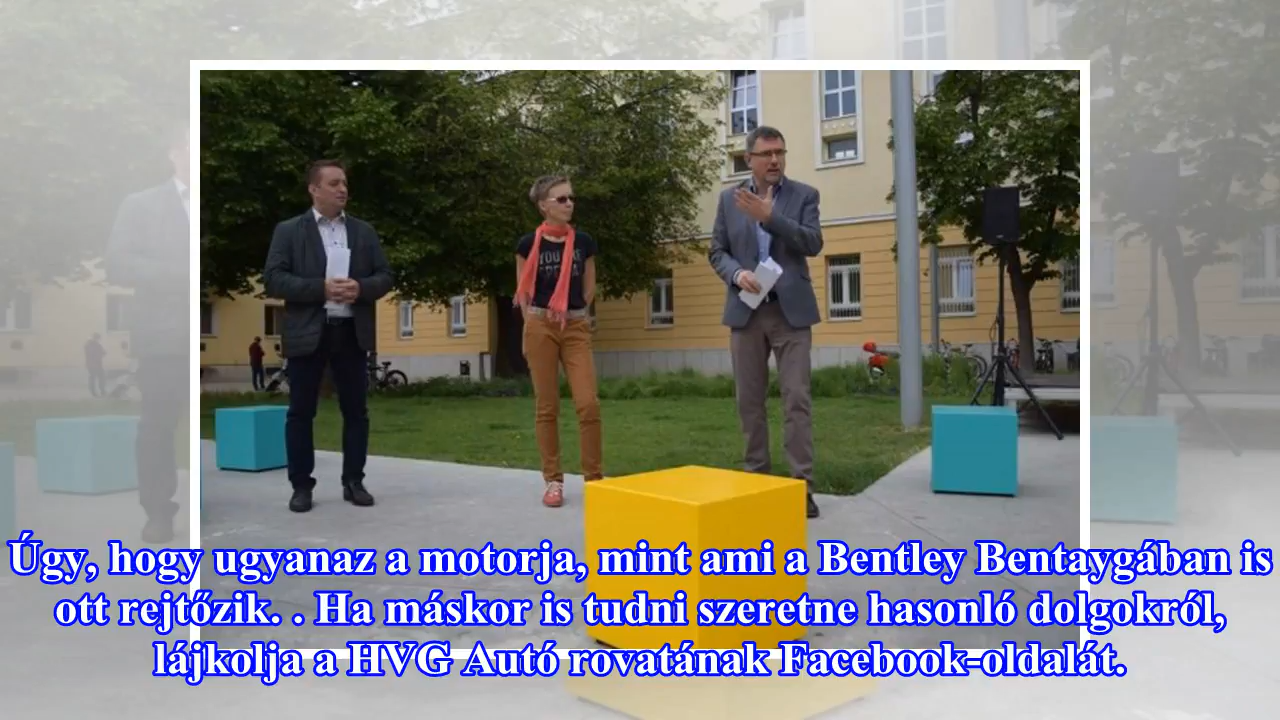 YOU
Úgy, hogy ugyanaz a motorja, mint ami a Bentley Bentaygában is
ott rejtőzik. . Ha máskor is tudni szeretne hasonló dolgokról,
lájkolja a HVG Autó rovatának Facebook-oldalát.